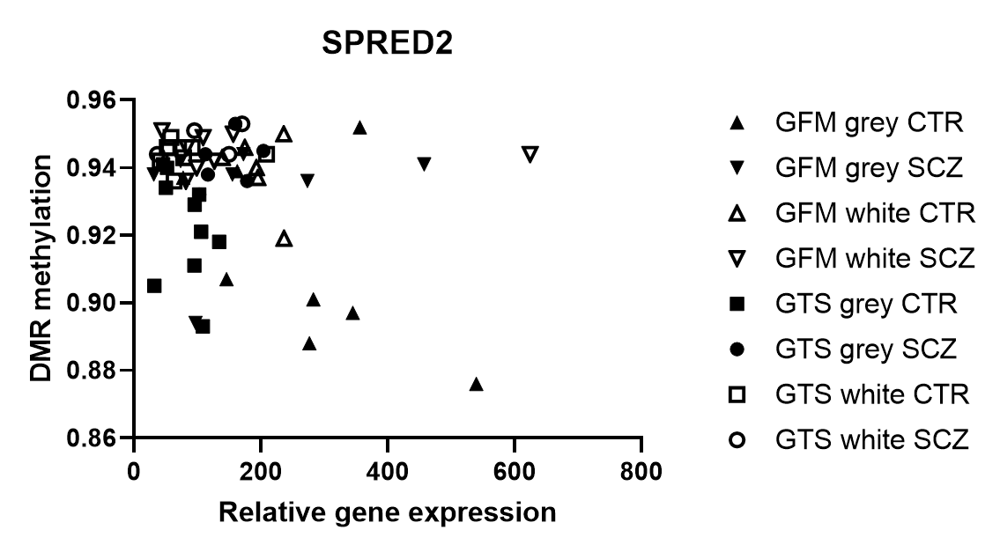 SPRED2
0.96
0.94
0.92
0.90
0.88
0.86
DMR methylation
0 200 400 600 800
Relative gene expression
GFM grey CTR
GFM grey SCZ
GFM white CTR
GFM white SCZ
GTS grey CTR
GTS grey SCZ
GTS white CTR
GTS white SCZ